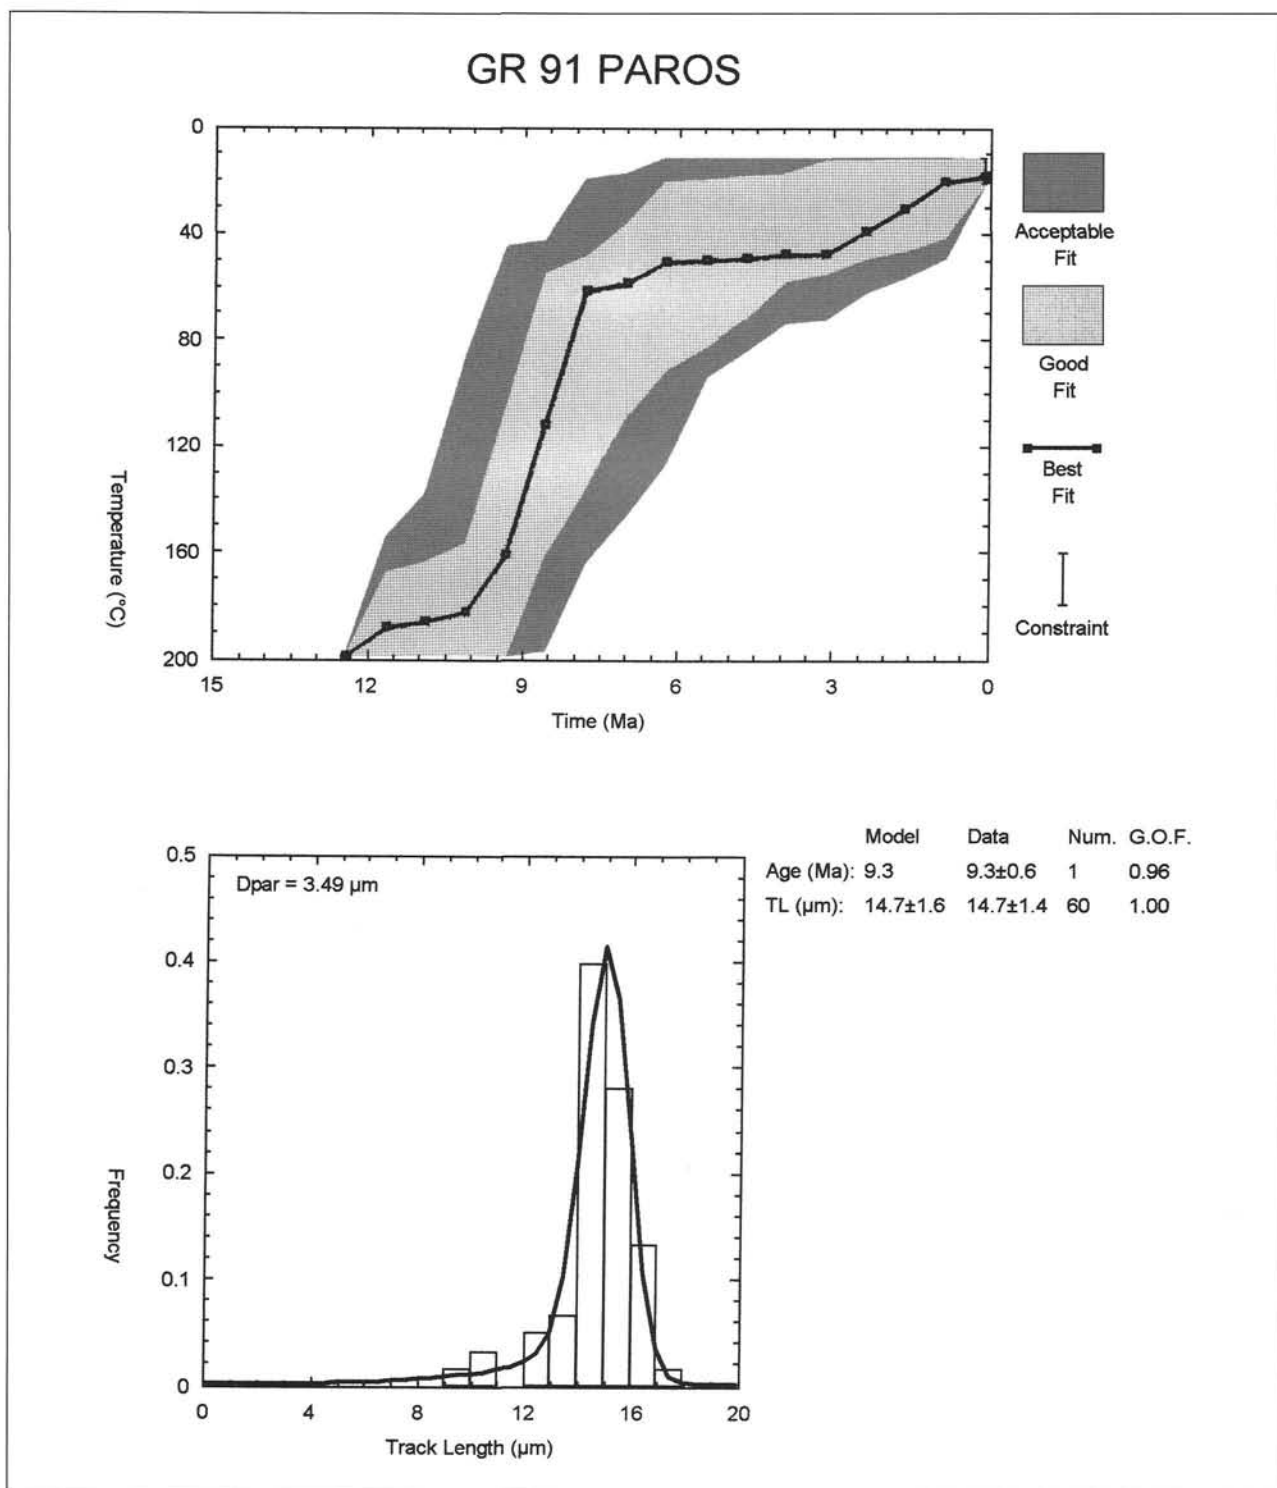 GR 91 PAROS
0
40
80
120
160
200
Temperature (°C)
15 12 9 6 3 0
Time (Ma)
Acceptable
Fit
Good
Fit
Best
Fit
Constraint
Model Data Num. G.O.F.
Age (Ma): 9.3 9.3±0.6 1 0.96
TL (µm): 14.7±1.6 14.7±1.4 60 1.00
Dpar = 3.49 µm
0.5
0.4
0.3
0.2
0.1
0
Frequency
0 4 8 12 16 20
Track Length (µm)